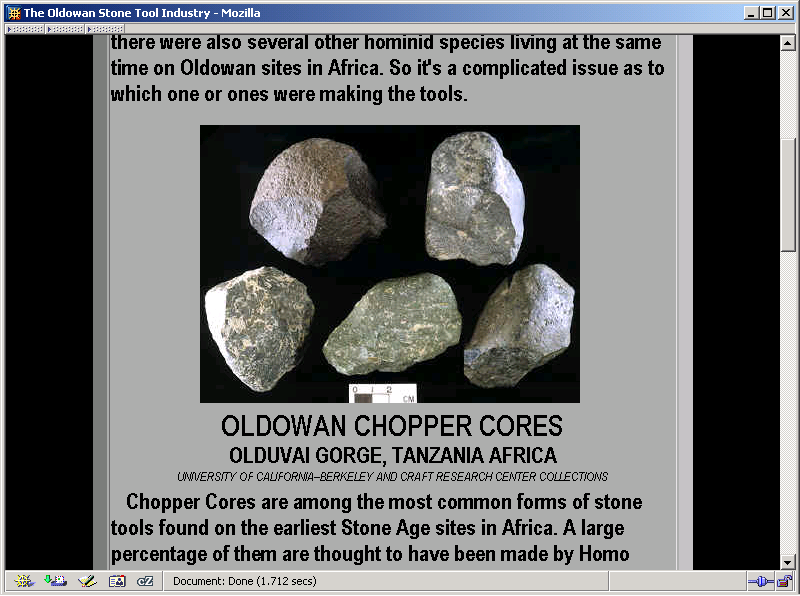 The Oldowan Stone Tool Industry - Mozilla
there were also several other hominid species living at the same
time on Oldowan sites in Africa. So it's a complicated issue as to
which one or ones were making the tools.
0 1 2
CM
OLDOWAN CHOPPER CORES
OLDUVAI GORGE, TANZANIA AFRICA
UNIVERSITY OF CALIFORNIA–BERKELEY AND CRAFT RESEARCH CENTER COLLECTIONS
Chopper Cores are among the most common forms of stone
tools found on the earliest Stone Age sites in Africa. A large
percentage of them are thought to have been made by Homo
cZ
Document: Done (1.712 secs)